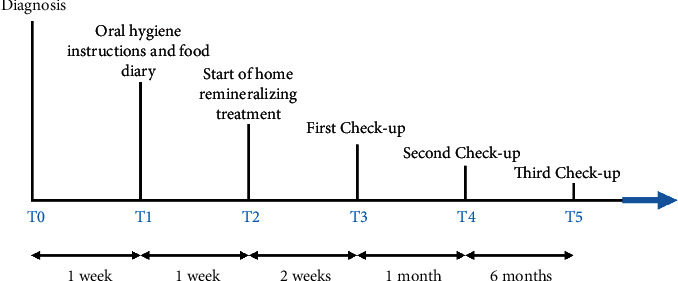 Diagnosis
Oral hygiene
instructions and food
diary
Start of home
remineralizing
treatment
First Check-up
Second Check-up
Third Check-up
T0 T1 T2 T3 T4 T5
1 week 1 week 2 weeks 1 month 6 months